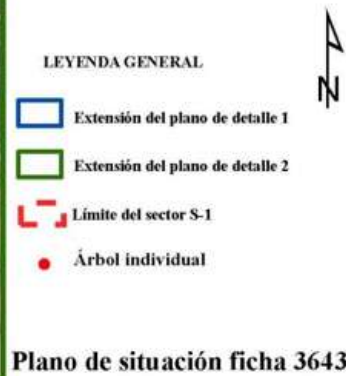 LEYENDA GENERAL
N
Extensión del plano de detalle 1
Extensión del plano de detalle 2
Límite del sector S-1
Árbol individual
Plano de situación ficha 3643